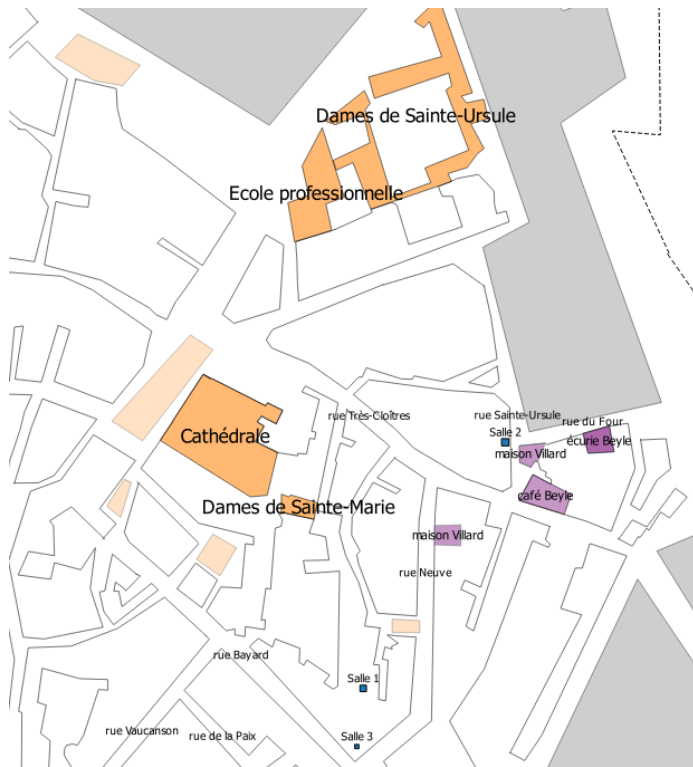 Dames de Sainte-Ursule
Ecole professionnelle
rue Très-Cloîtres
rue Sainte-Ursule
rue du Four
Salle 2
Cathédrale
écurie Beyle
maison Villard
café Beyle
Dames de Sainte-Marie
maison Villard
rue Neuve
rue Bayard
Salle 1
rue Vaucanson
rue de la Paix
Salle 3